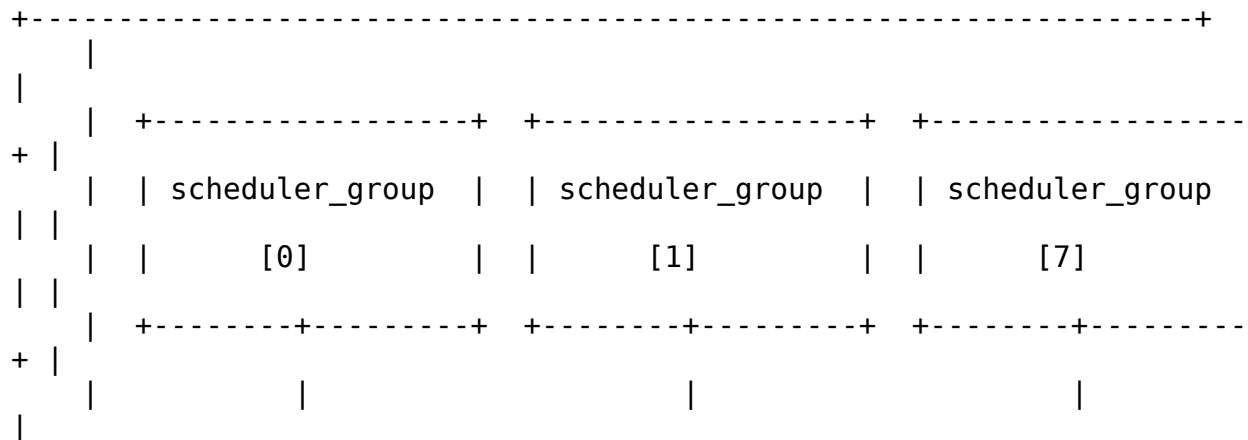 +-----------------------------------------------------------------+
    |
|
    |  +------------------+  +------------------+  +------------------
+ |
    |  | scheduler_group  |  | scheduler_group  |  | scheduler_group
| |
    |  |      [0]         |  |      [1]         |  |      [7]
| |
    |  +--------+---------+  +--------+---------+  +--------+---------
+ |
    |           |                     |                     |
|